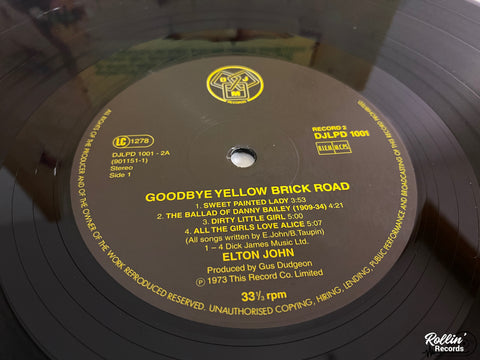 DJM
LC 1278
DJLPD 1001 - 2A
(901151-1)
Stereo
Side 1
RECORD 2
DJLPD 1001
B.I.E.M. M.C.P.S.
GOODBYE YELLOW BRICK ROAD
1. SWEET PAINTED LADY 3:53
2. THE BALLAD OF DANNY BAILEY (1909-34) 4:21
3. DIRTY LITTLE GIRL 5:00
4. ALL THE GIRLS LOVE ALICE 5:07
(All songs written by E.John/B.Taupin)
1 – 4 Dick James Music Ltd.
ELTON JOHN
Produced by Gus Dudgeon
Ⓟ 1973 This Record Co. Limited
33⅓ rpm
ALL RIGHTS OF THE PRODUCER AND OF THE OWNER OF THE WORK REPRODUCED RESERVED. UNAUTHORISED COPYING, HIRING, LENDING, PUBLIC PERFORMANCE AND BROADCASTING OF THIS RECORD PROHIBITED
Rollin'
Records